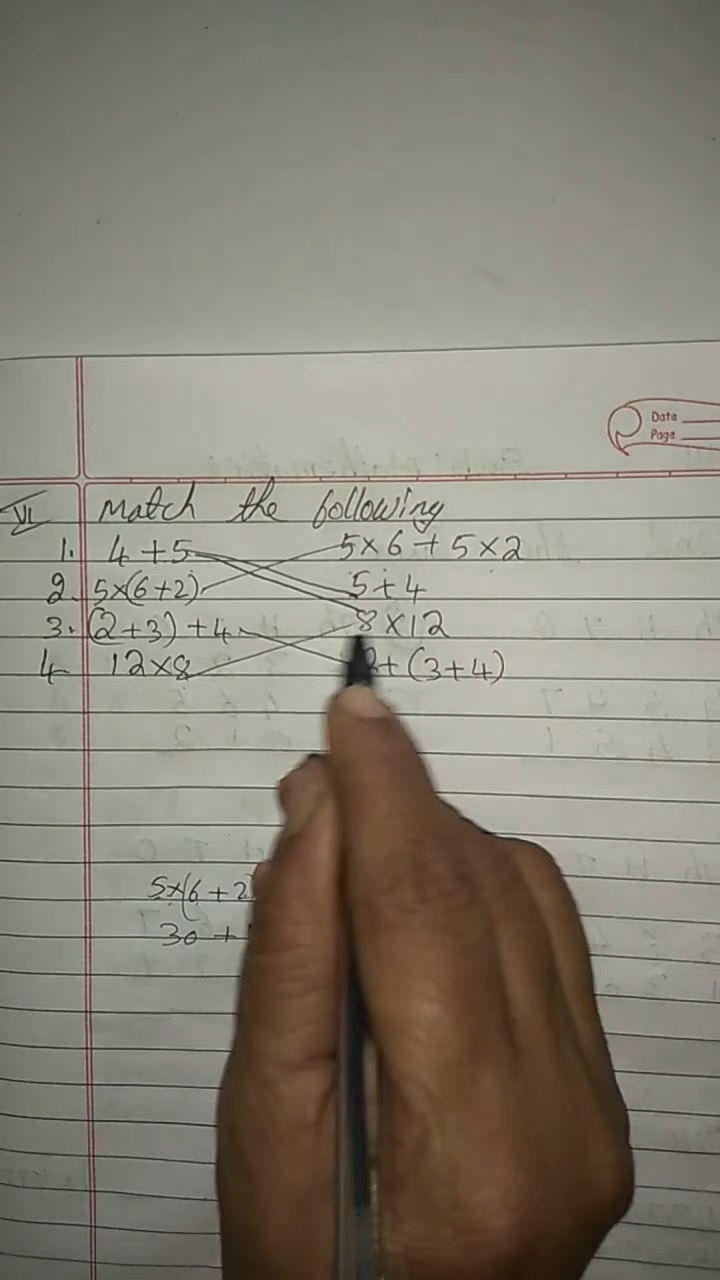 Date
Page
VI Match the following
1. 4+5 5×6+5×2
2. 5×(6+2) 5+4
3. (2+3)+4 8×12
4. 12×8 2+(3+4)
5×(6+2)
30 +